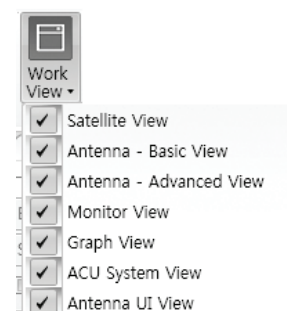 Work
View
Satellite View
Antenna - Basic View
Antenna - Advanced View
Monitor View
Graph View
ACU System View
Antenna UI View